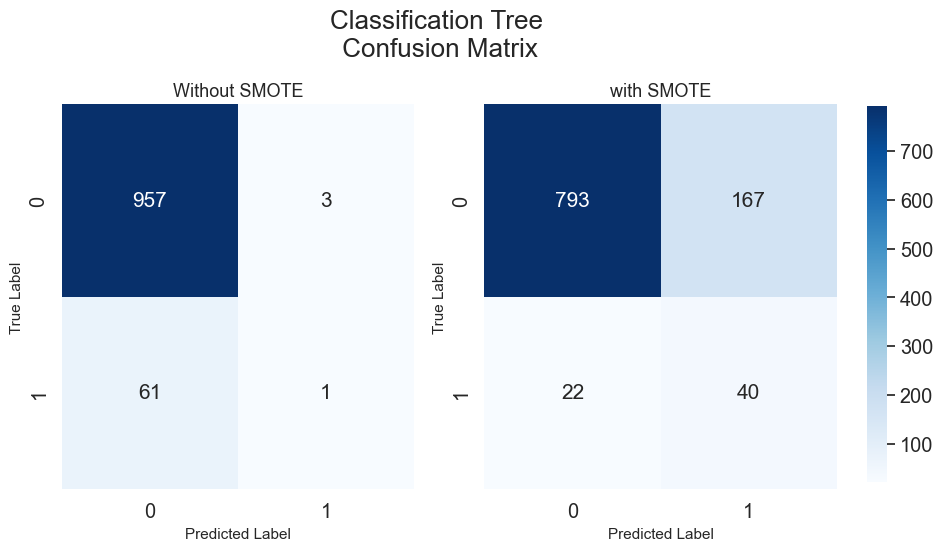 Classification Tree
Confusion Matrix
Without SMOTE
with SMOTE
True Label
0
1
957
3
61
1
0
1
Predicted Label
True Label
0
1
793
167
22
40
0
1
Predicted Label
700
600
500
400
300
200
100